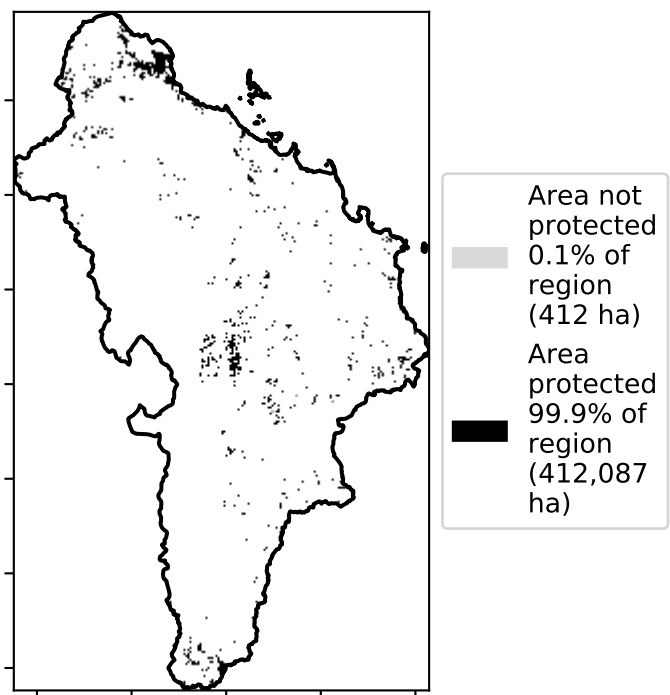 Area not
protected
0.1% of
region
(412 ha)
Area
protected
99.9% of
region
(412,087
ha)